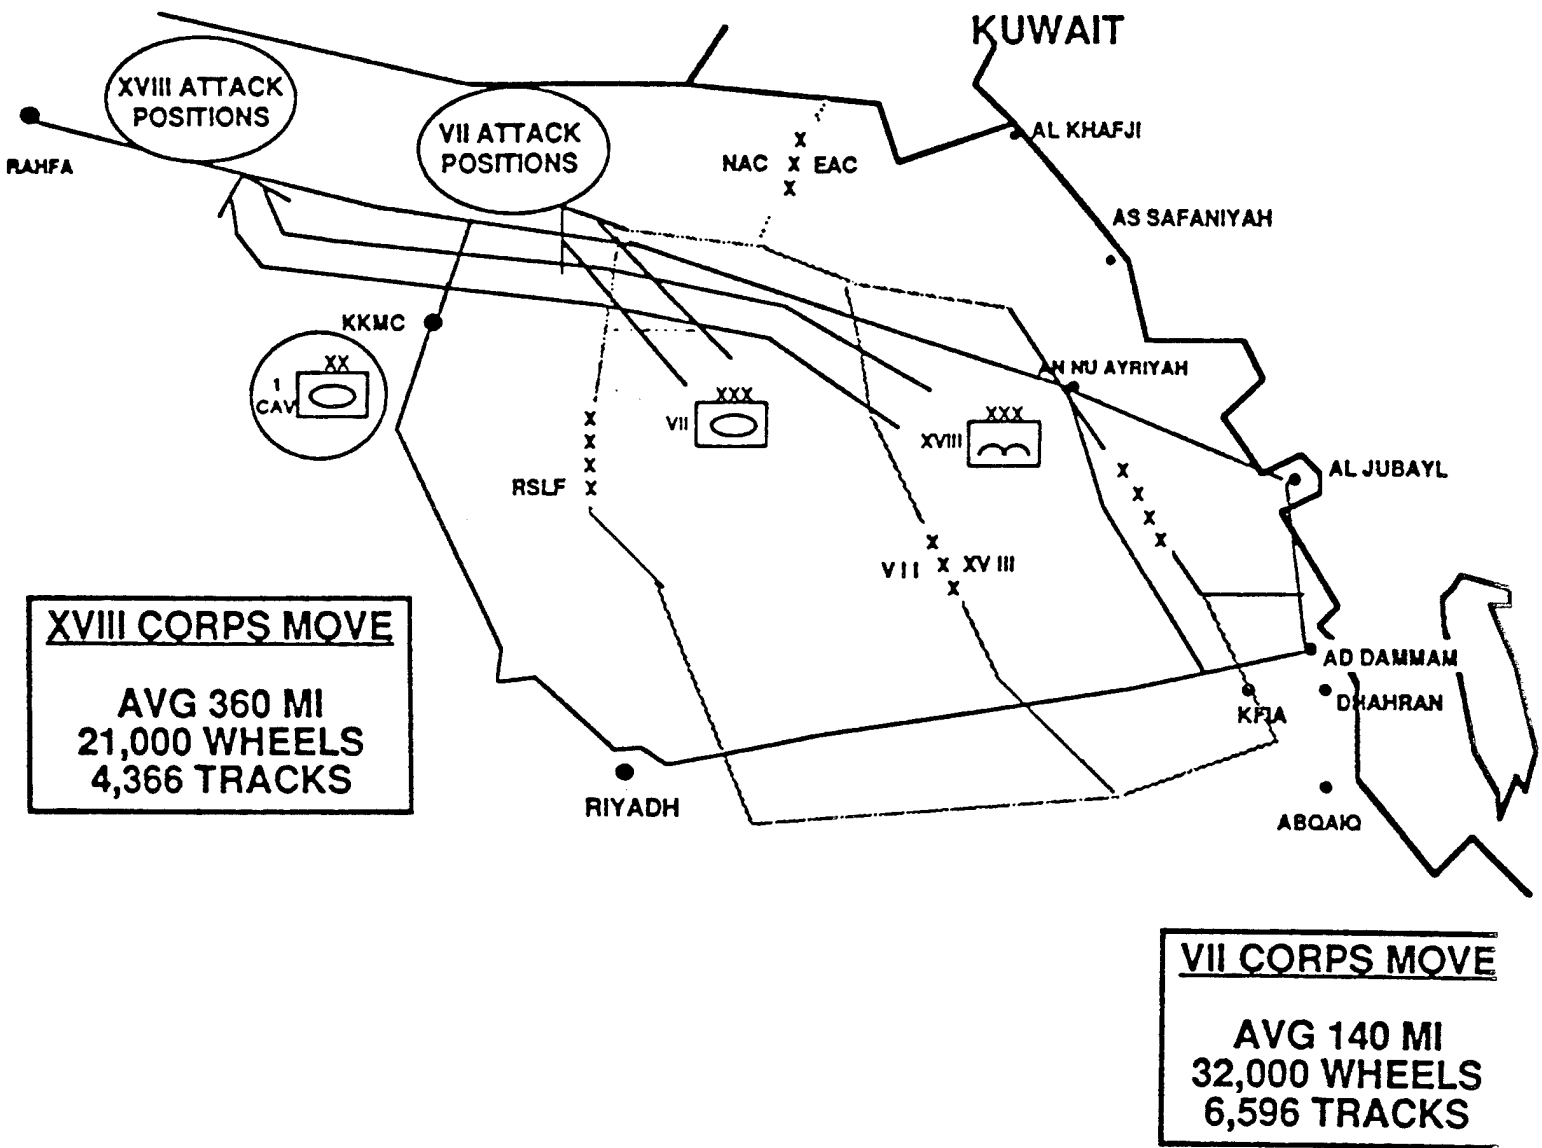 KUWAIT
XVIII ATTACK
POSITIONS
VII ATTACK
POSITIONS
RAHFA
AL KHAFJI
X
NAC X EAC
X
AS SAFANIYAH
KKMC
XX
1
CAV
AN NU AYRIYAH
XXX
VII
XXX
XVIII
X
X
X
RSLF X
AL JUBAYL
X
X
X
X
X
VII X XVIII
X
XVIII CORPS MOVE
AVG 360 MI
21,000 WHEELS
4,366 TRACKS
AD DAMMAM
DHAHRAN
KFIA
RIYADH
ABQAIQ
VII CORPS MOVE
AVG 140 MI
32,000 WHEELS
6,596 TRACKS